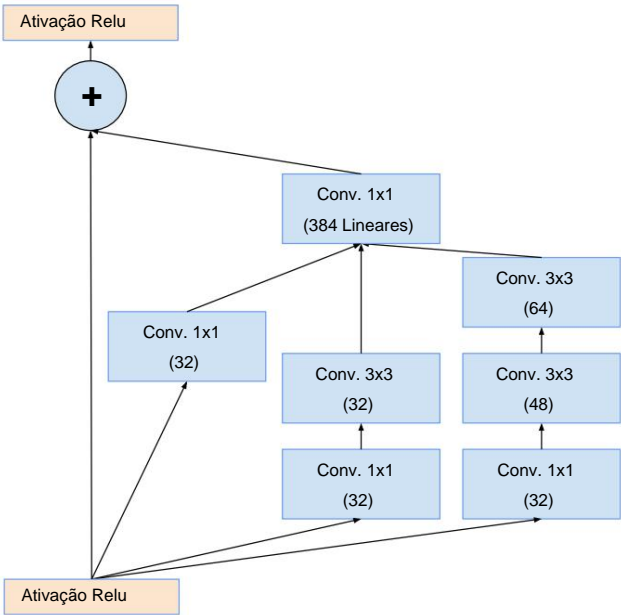 Ativação Relu
+
Conv. 1x1
(384 Lineares)
Conv. 3x3
(64)
Conv. 1x1
(32)
Conv. 3x3
(32)
Conv. 3x3
(48)
Conv. 1x1
(32)
Conv. 1x1
(32)
Ativação Relu